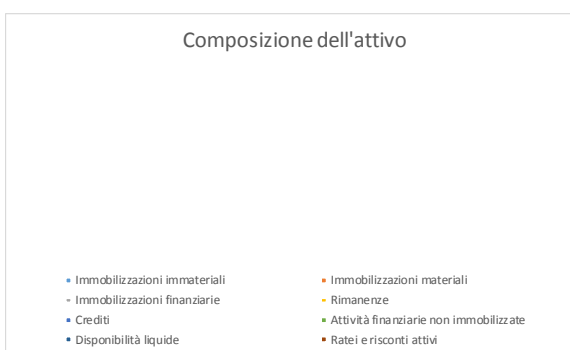 Composizione dell'attivo
Immobilizzazioni immateriali
Immobilizzazioni materiali
Immobilizzazioni finanziarie
Rimanenze
Crediti
Attività finanziarie non immobilizzate
Disponibilità liquide
Ratei e risconti attivi